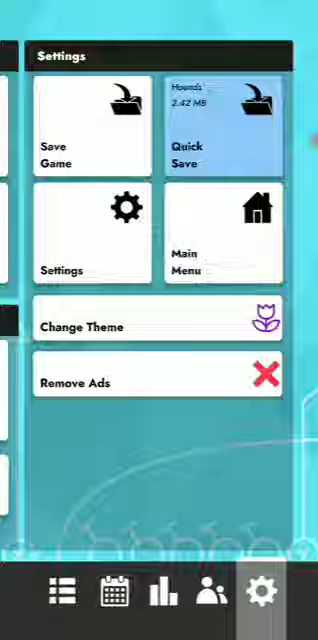 Settings
Save
Game
Hounds
2.42 MB
Quick
Save
Settings
Main
Menu
Change Theme
Remove Ads